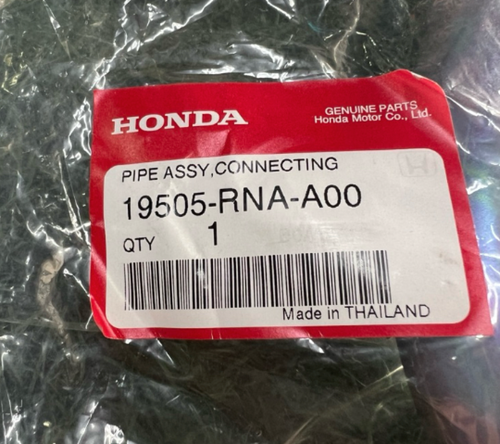 HONDA
GENUINE PARTS
Honda Motor Co., Ltd.
PIPE ASSY,CONNECTING
19505-RNA-A00
QTY 1
Made in THAILAND